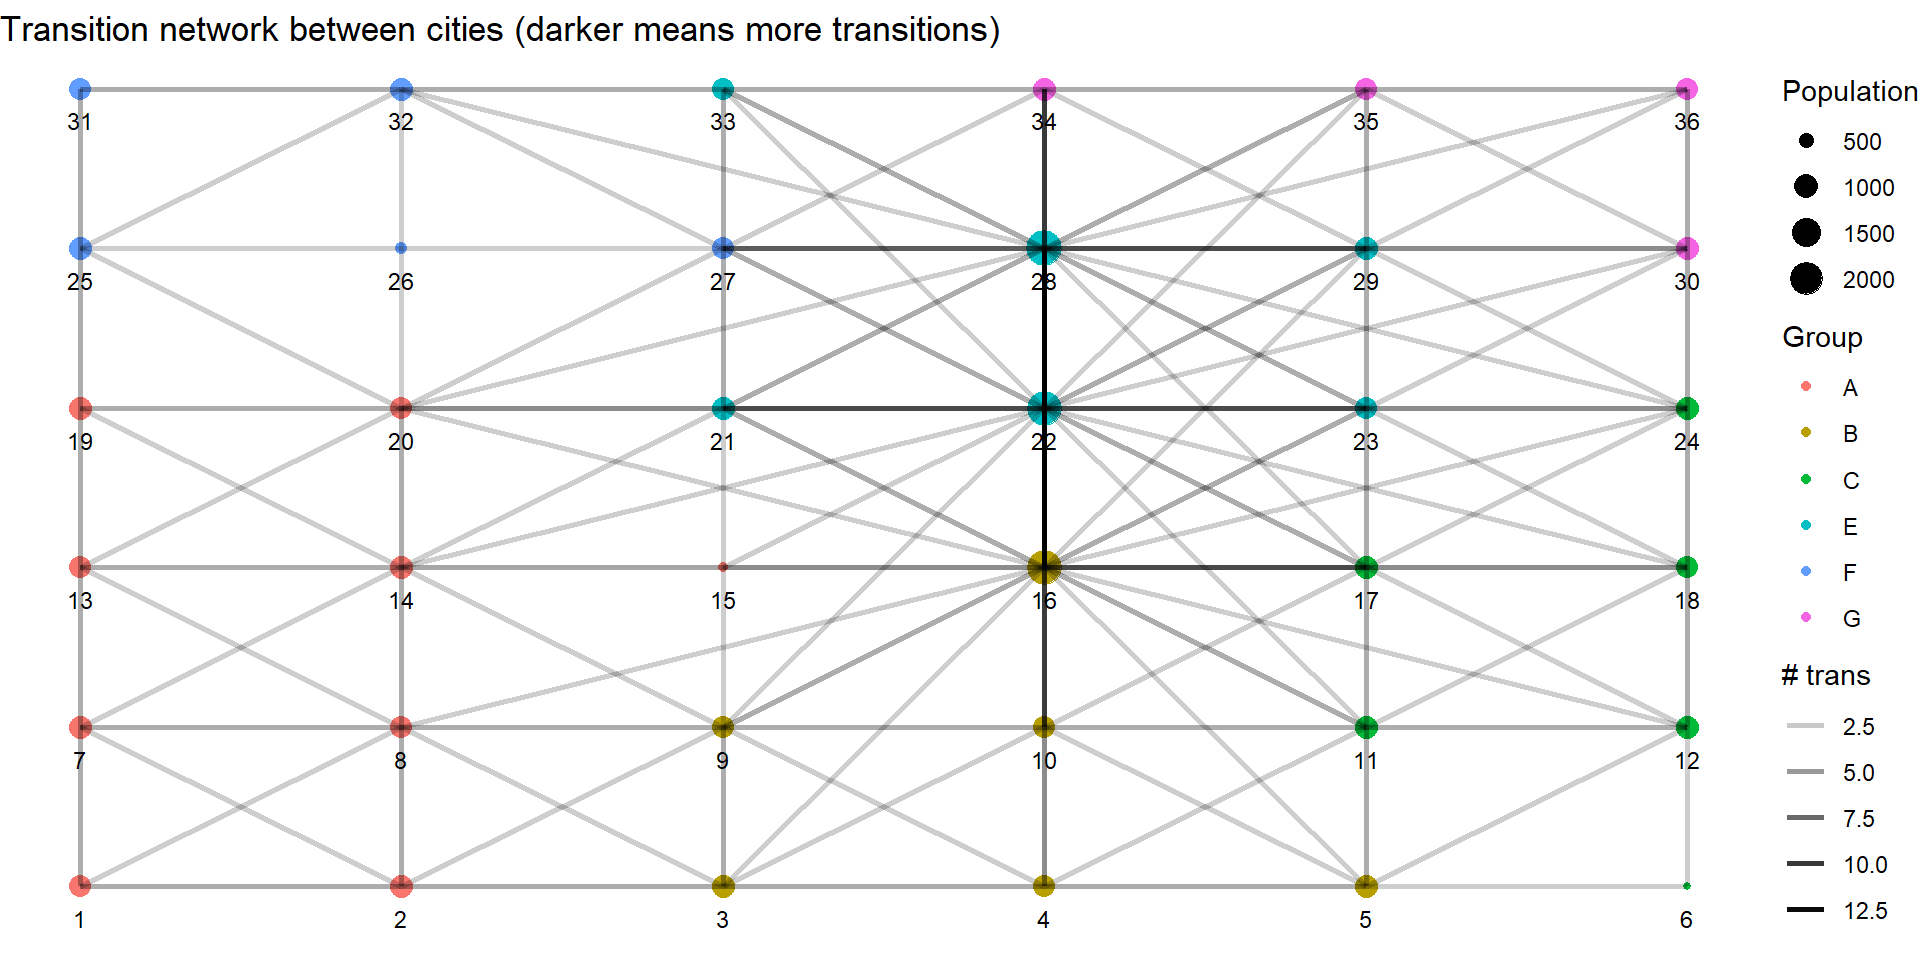 Transition network between cities (darker means more transitions)
31 32 33 34 35 36
25 26 27 28 29 30
19 20 21 22 23 24
13 14 15 16 17 18
7 8 9 10 11 12
1 2 3 4 5 6
Population
500
1000
1500
2000
Group
A
B
C
E
F
G
# trans
2.5
5.0
7.5
10.0
12.5